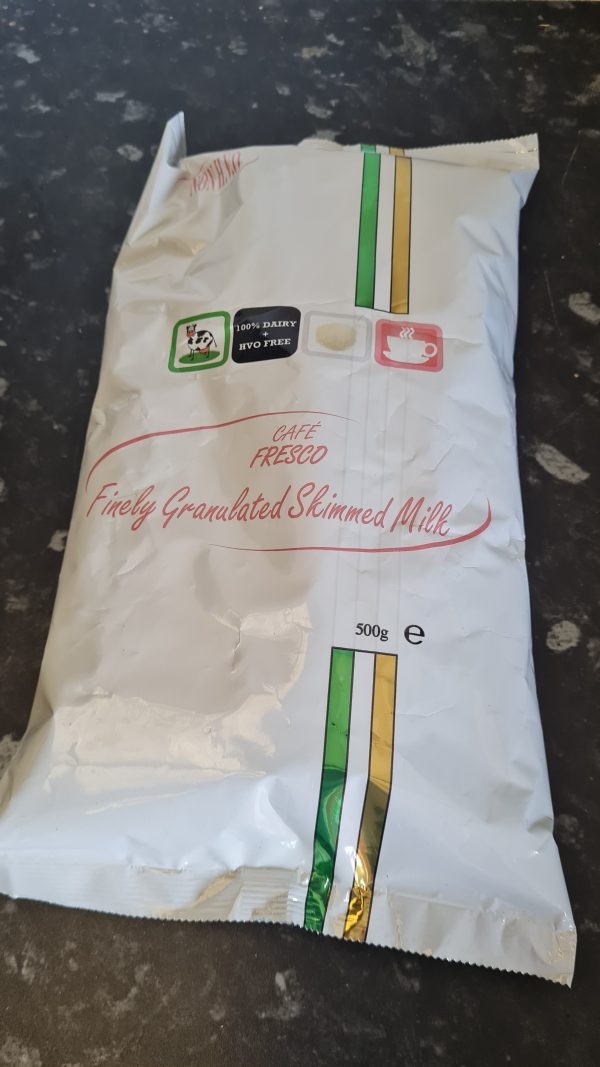 100% DAIRY
+
HVO FREE
CAFÉ
FRESCO
Finely Granulated Skimmed Milk
500g e